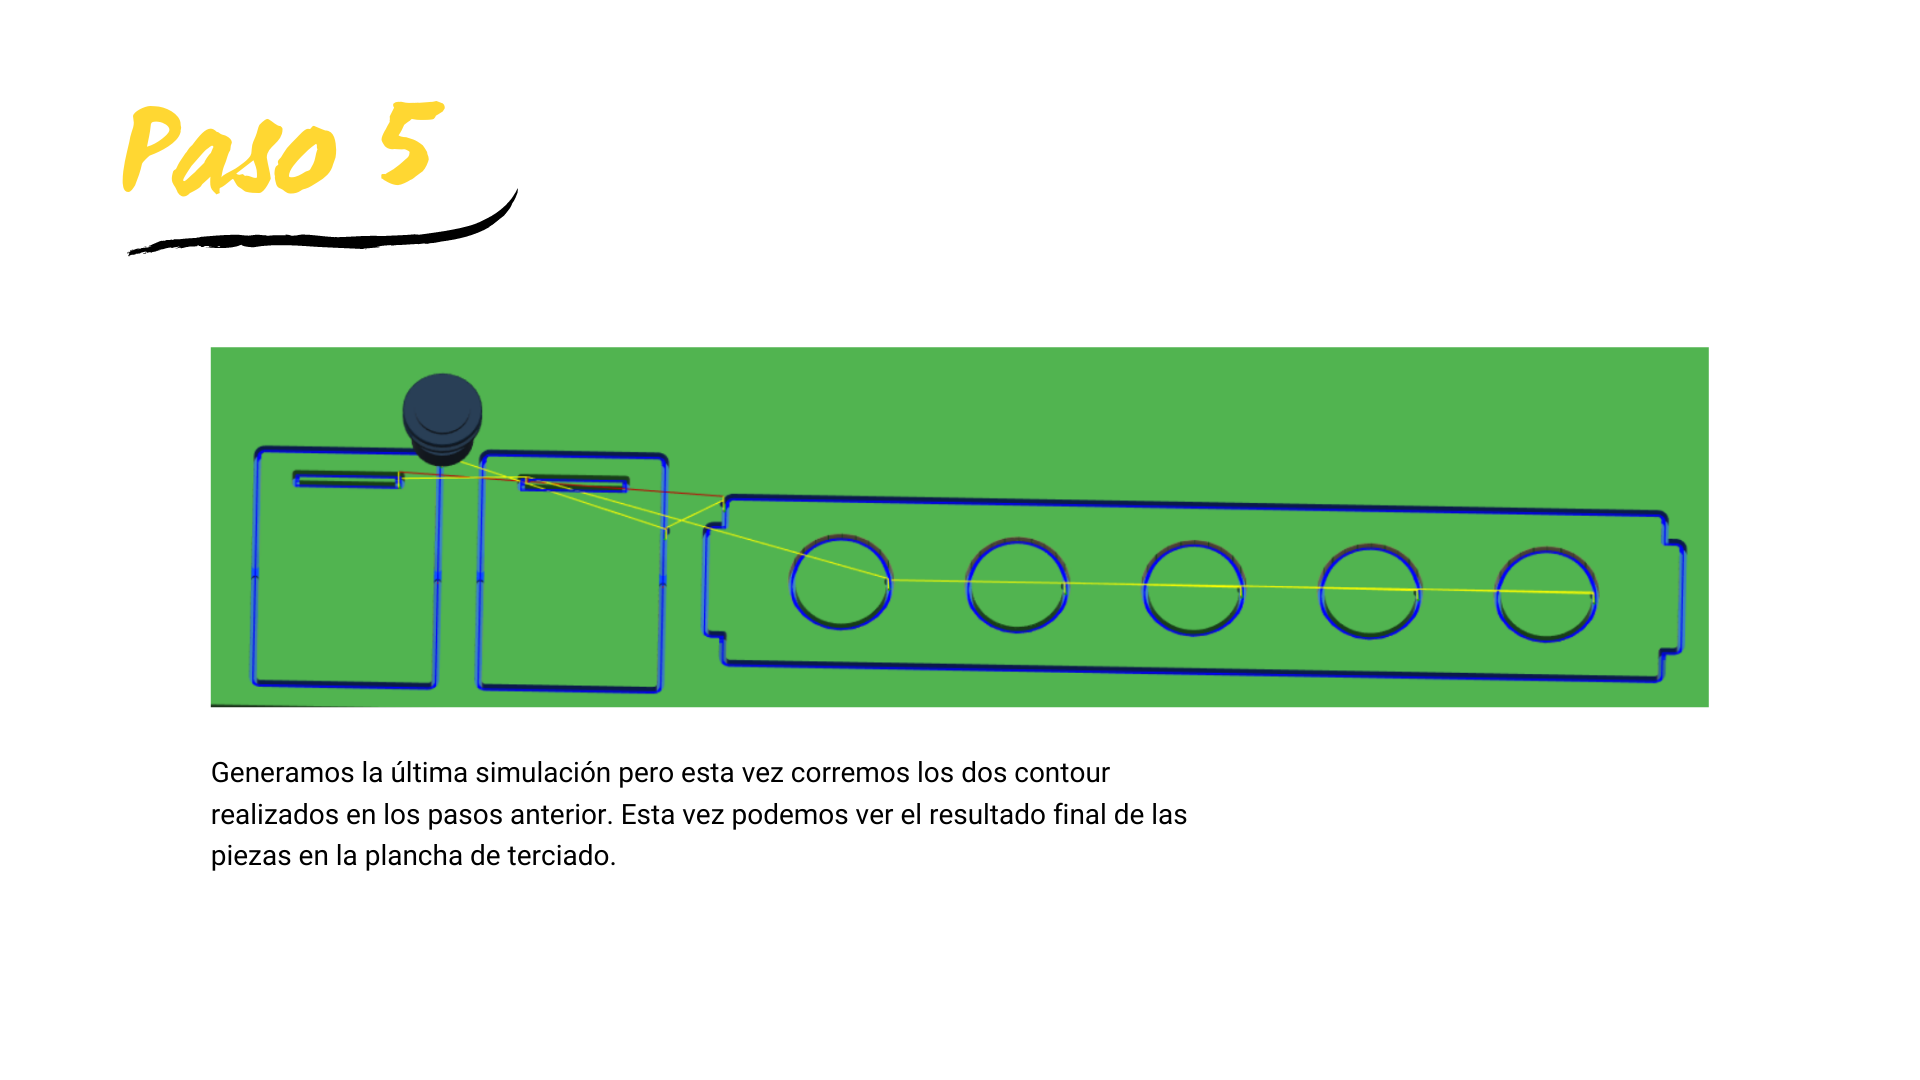 Paso 5
Generamos la última simulación pero esta vez corremos los dos contour
realizados en los pasos anterior. Esta vez podemos ver el resultado final de las
piezas en la plancha de terciado.